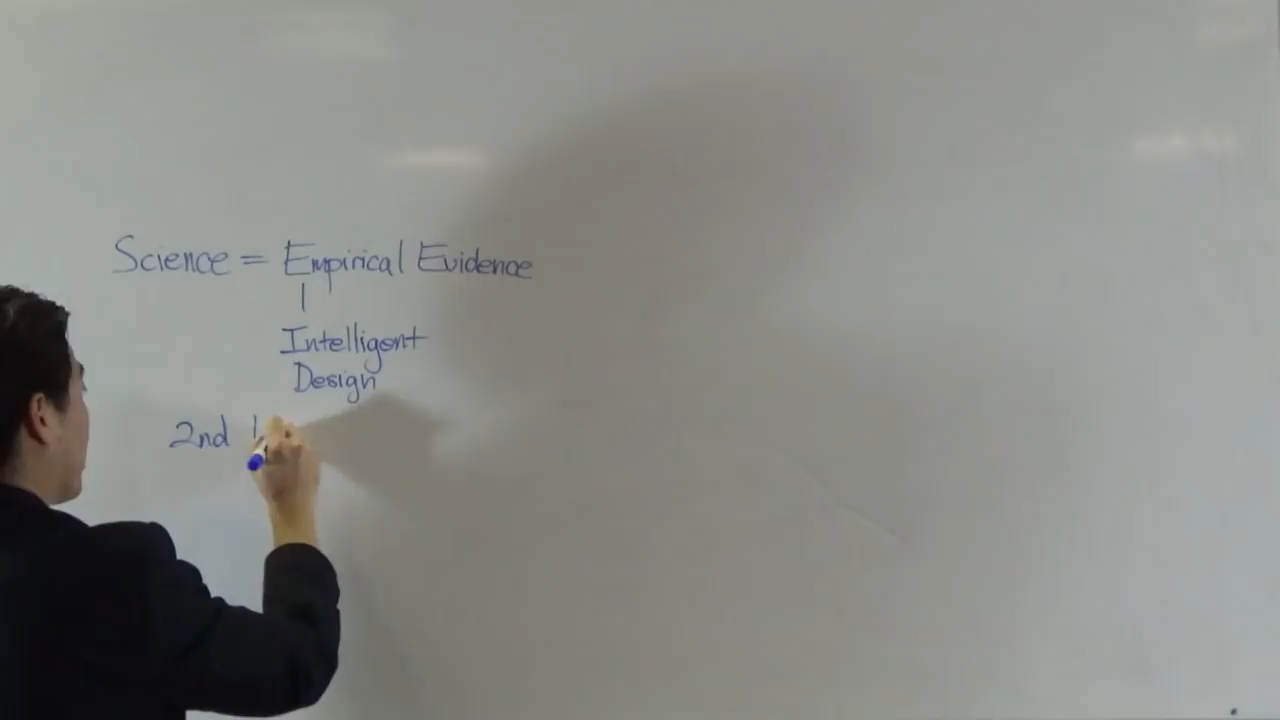 Science = Empirical Evidence
Intelligent
Design
2nd